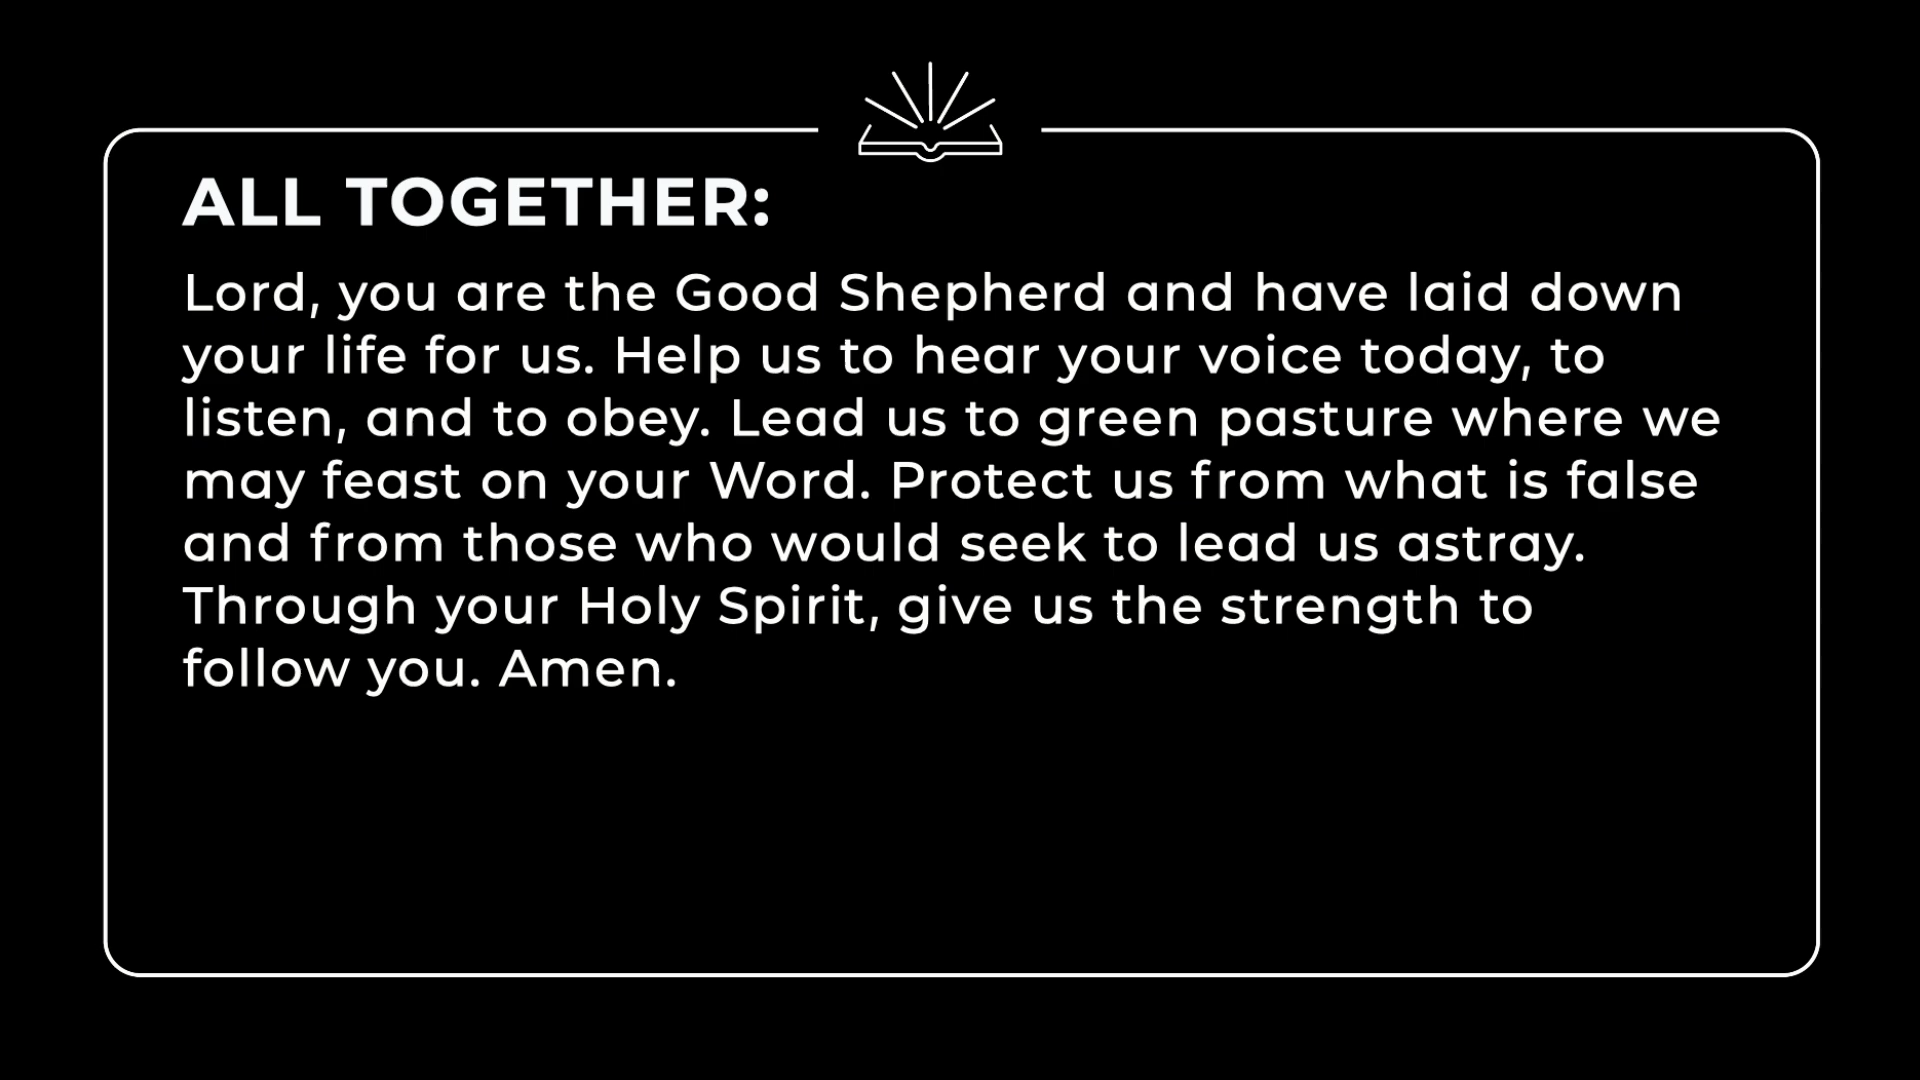 ALL TOGETHER:
Lord, you are the Good Shepherd and have laid down
your life for us. Help us to hear your voice today, to
listen, and to obey. Lead us to green pasture where we
may feast on your Word. Protect us from what is false
and from those who would seek to lead us astray.
Through your Holy Spirit, give us the strength to
follow you. Amen.